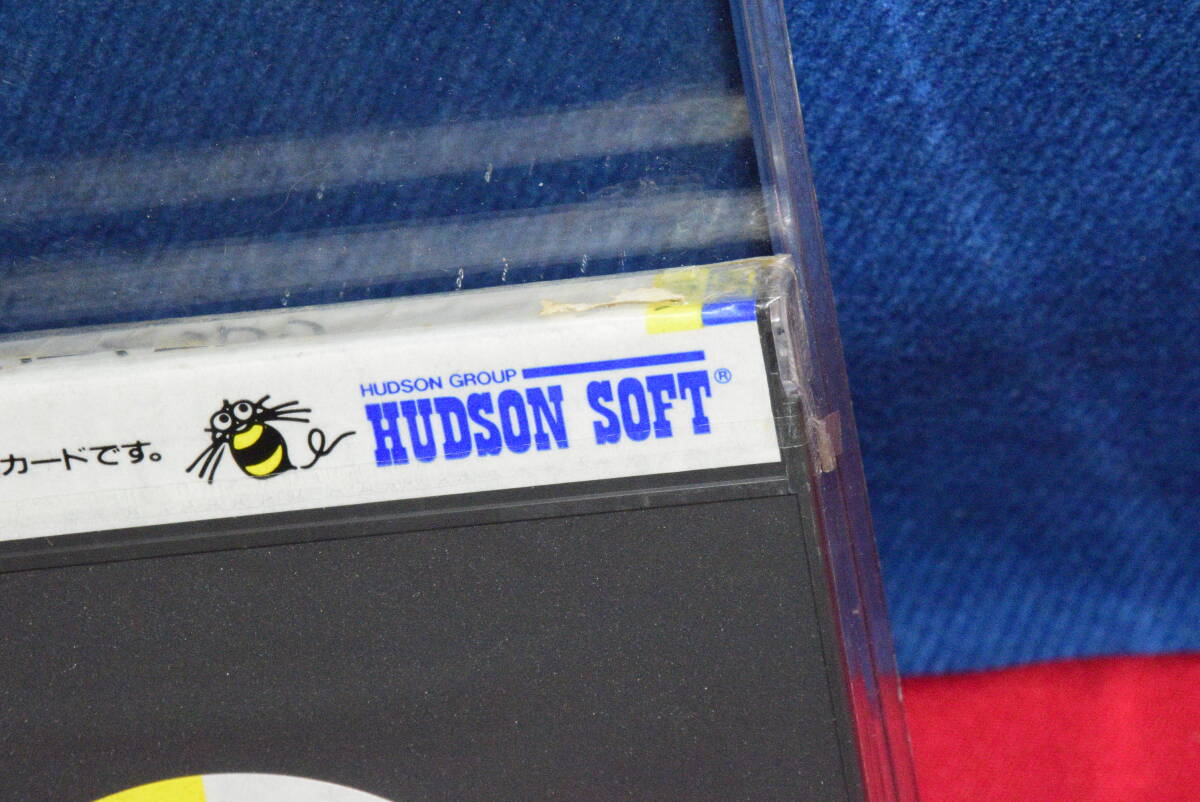 カードです。
HUDSON GROUP
HUDSON SOFT®